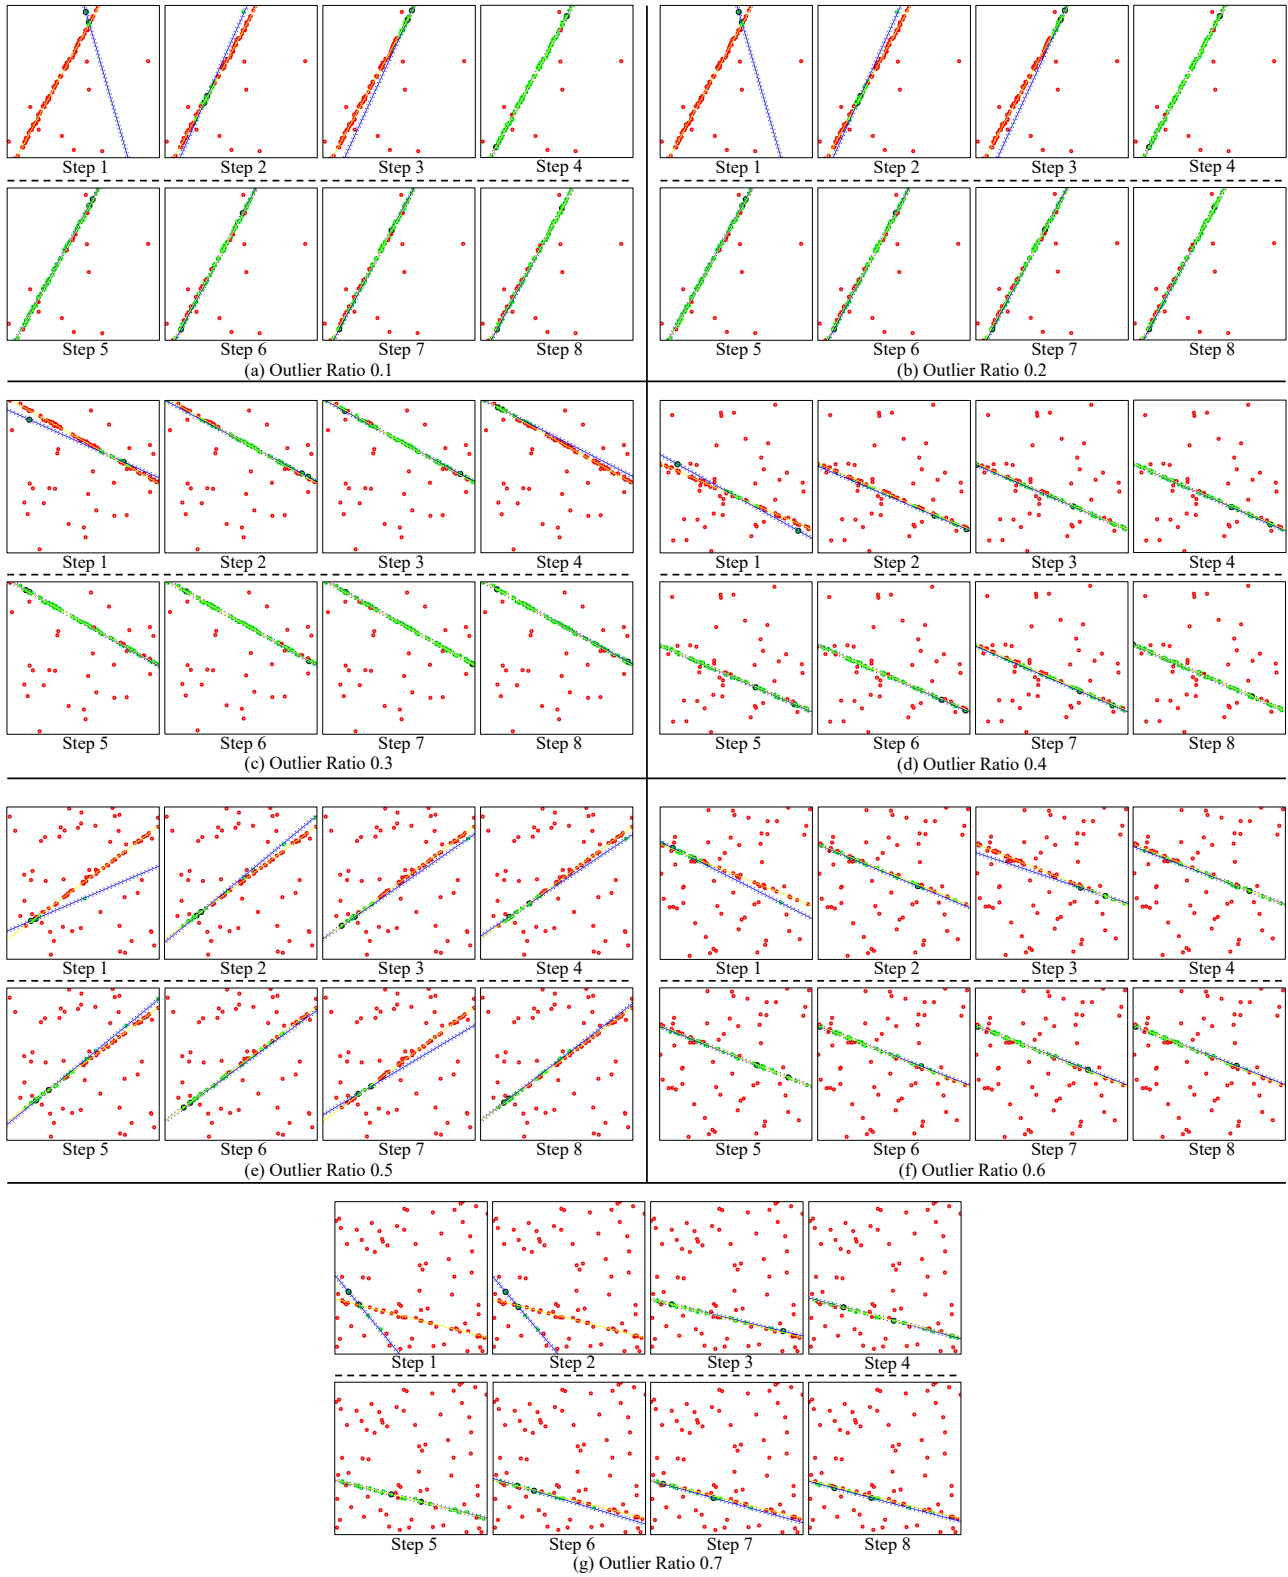 Step 1 Step 2 Step 3 Step 4
Step 5 Step 6 Step 7 Step 8
(a) Outlier Ratio 0.1
Step 1 Step 2 Step 3 Step 4
Step 5 Step 6 Step 7 Step 8
(b) Outlier Ratio 0.2
Step 1 Step 2 Step 3 Step 4
Step 5 Step 6 Step 7 Step 8
(c) Outlier Ratio 0.3
Step 1 Step 2 Step 3 Step 4
Step 5 Step 6 Step 7 Step 8
(d) Outlier Ratio 0.4
Step 1 Step 2 Step 3 Step 4
Step 5 Step 6 Step 7 Step 8
(e) Outlier Ratio 0.5
Step 1 Step 2 Step 3 Step 4
Step 5 Step 6 Step 7 Step 8
(f) Outlier Ratio 0.6
Step 1 Step 2 Step 3 Step 4
Step 5 Step 6 Step 7 Step 8
(g) Outlier Ratio 0.7